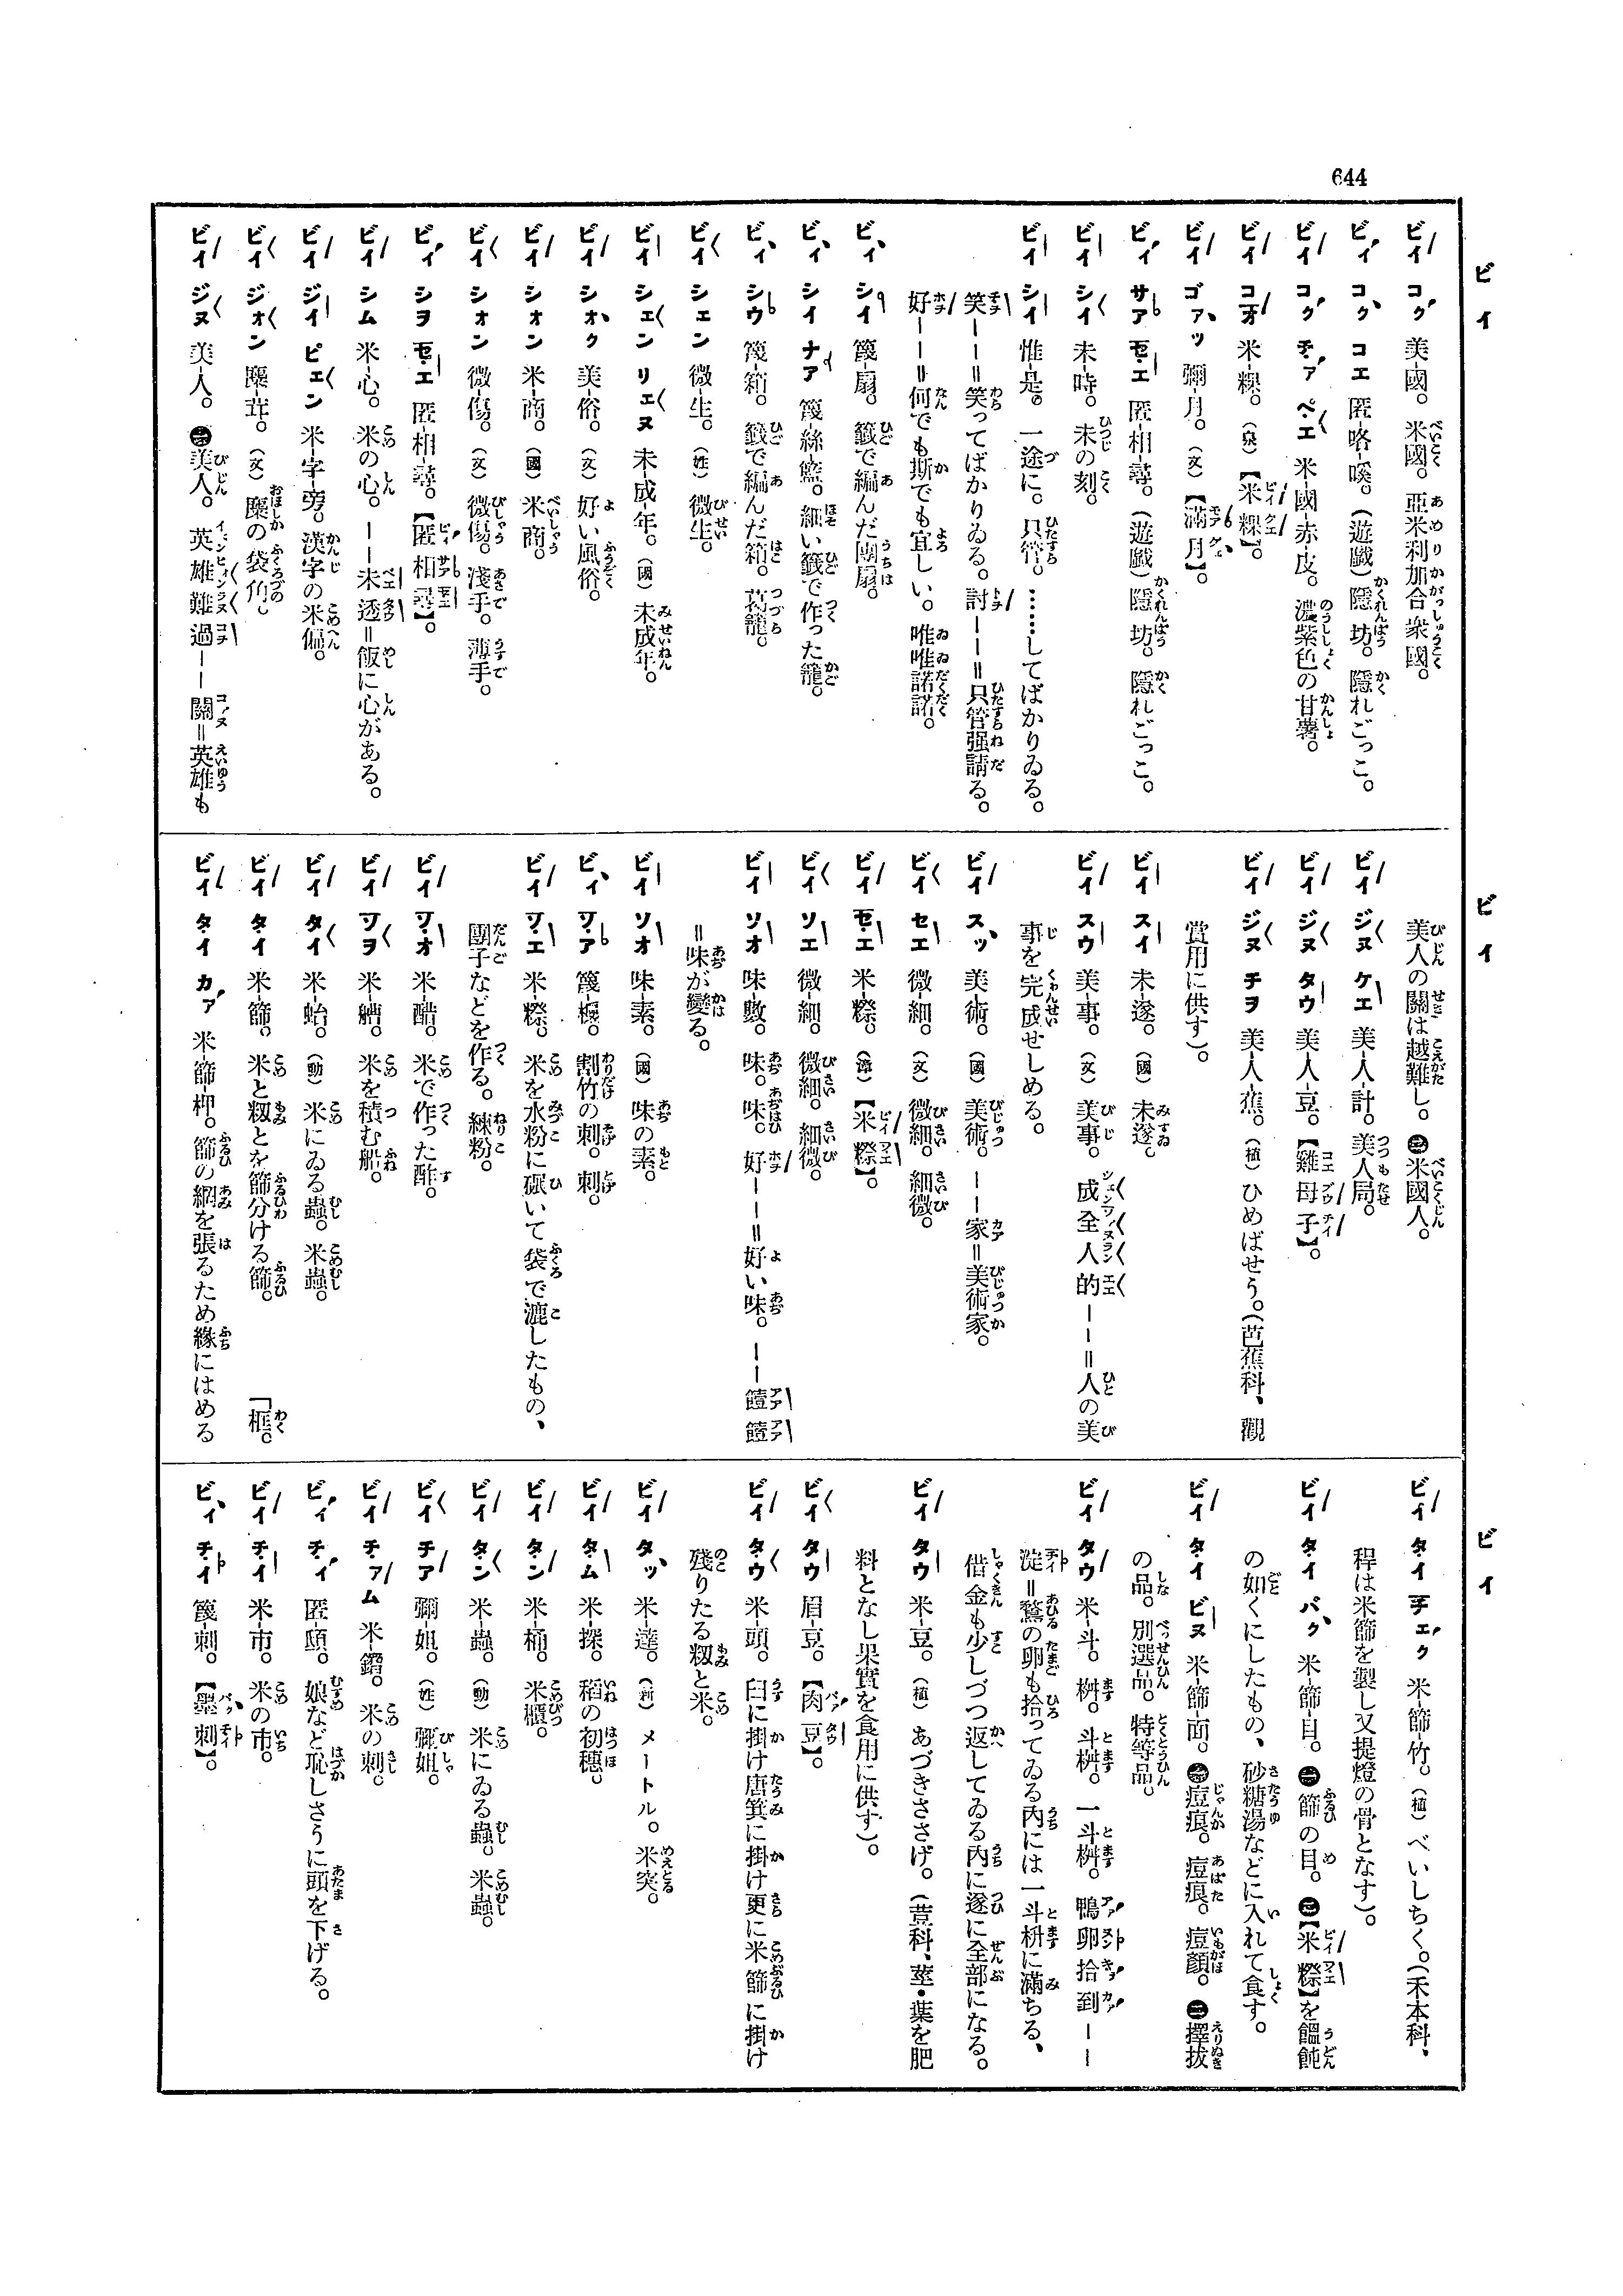 644
ビイ
ビイ
ビイ
ビイ コク 美-國。米國。亞米利加合衆國。
ビイ コク コエ 匿-咯-喉。(遊戲)隱坊。隱れごっこ。
ビイ コク チァ ペエ 米-國-赤-皮。濃紫色の甘薯。
ビイ コオ 米-粿。(泉)【米粿】。
ビイ ゴァッ 彌-月。(文)【滿月】。
ビイ サア セエ 匿-相-尋。(遊戲)隱坊。隱れごっこ。
ビイ シイ 未-時。未の刻。
ビイ シイ 惟-是。一途に。只管。……してばかりゐる。
笑——=笑ってばかりゐる。討——=只管强請る。
好——=何でも斯でも宜しい。唯唯諾諾。
ビイ シイ 篾-扇。籤で編んだ團扇。
ビイ シイ ナア 篾-絲-籃。細い籤で作った籠。
ビイ シウ 篾-箱。籤で編んだ箱。葛籠。
ビイ シェン 微-生。(姓)微生。
ビイ シェン リェヌ 未-成-年。(國)未成年。
ビイ シオク 美-俗。(文)好い風俗。
ビイ シオン 米-商。(國)米商。
ビイ シオン 微-傷。(文)微傷。淺手。薄手。
ビイ シヲ セエ 匿-相-尋。【匿相尋】。
ビイ シム 米-心。米の心。——未透=飯に心がある。
ビイ ジイ ピェン 米-字-旁。漢字の米偏。
ビイ ジオン 麋-茸。(文)麋の袋角。
ビイ ジヌ 美-人。㊀美人。英雄難過——關=英雄も
美人の關は越難し。㊁米國人。
ビイ ジヌ ケエ 美-人-計。美人局。
ビイ ジヌ タウ 美-人-豆。【雞母子】。
ビイ ジヌ チヲ 美-人-蕉。(植)ひめばせう。(芭蕉科、觀
賞用に供す)。
ビイ スイ 未-遂。(國)未遂。
ビイ スウ 美-事。(文)美事。成全人的——=人の美
事を完成せしめる。
ビイ スッ 美-術。(國)美術。——家=美術家。
ビイ セエ 微-細。(文)微細。細微。
ビイ セエ 米-粞。(漳)【米粞】。
ビイ ソエ 微-細。微細。細微。
ビイ ソオ 味-數。味。味。好——=好い味。——饐饐
=味が變る。
ビイ ソオ 味-素。(國)味の素。
ビイ ソア 篾-。割竹の刺。刺。
ビイ ソエ 米-粞。米を水粉に碾いて袋で漉したもの、
團子などを作る。練粉。
ビイ ソオ 米-醋。米で作った酢。
ビイ ソヲ 米-艚。米を積む船。
ビイ タイ 米-蛤。(動)米にゐる蟲。米蟲。
ビイ タイ 米-篩。米と籾とを篩分ける篩。
ビイ タイ カァ 米-篩-枊。篩の網を張るため緣にはめる
「框。
ビイ タイ チェク 米-篩-竹。(植)べいしちく。(禾本科、
稈は米篩を製し又提燈の骨となす)。
ビイ タイ バク 米-篩-目。㊀篩の目。㊁【米粞】を饂飩
の如くにしたもの、砂糖湯などに入れて食す。
ビイ タイ ビヌ 米-篩-面。㊀痘痕。痘痕。痘顏。㊁擇拔
の品。別選品。特等品。
ビイ タウ 米-斗。桝。斗桝。一斗桝。鴨卵拾到——
淀=鶩の卵も拾ってゐる内には一斗枡に滿ちる、
借金も少しづつ返してゐる内に遂に全部になる。
ビイ タウ 米-豆。(植)あづきささげ。(荳科、莖・葉を肥
料となし果實を食用に供す)。
ビイ タウ 眉-豆。【肉豆】。
ビイ タウ 米-頭。臼に掛け唐箕に掛け更に米篩に掛け
殘りたる籾と米。
ビイ タッ 米-達。(新)メートル。米突。
ビイ タム 米-探。稻の初穗。
ビイ タン 米-桶。米櫃。
ビイ タン 米-蟲。(動)米にゐる蟲。米蟲。
ビイ チア 彌-姐。(姓)彌姐。
ビイ チァム 米-鏨。米の刺。
ビイ チイ 匿-頤。娘など恥しさうに頭を下げる。
ビイ チイ 米-市。米の市。
ビイ チイ 篾-刺。【墨刺】。